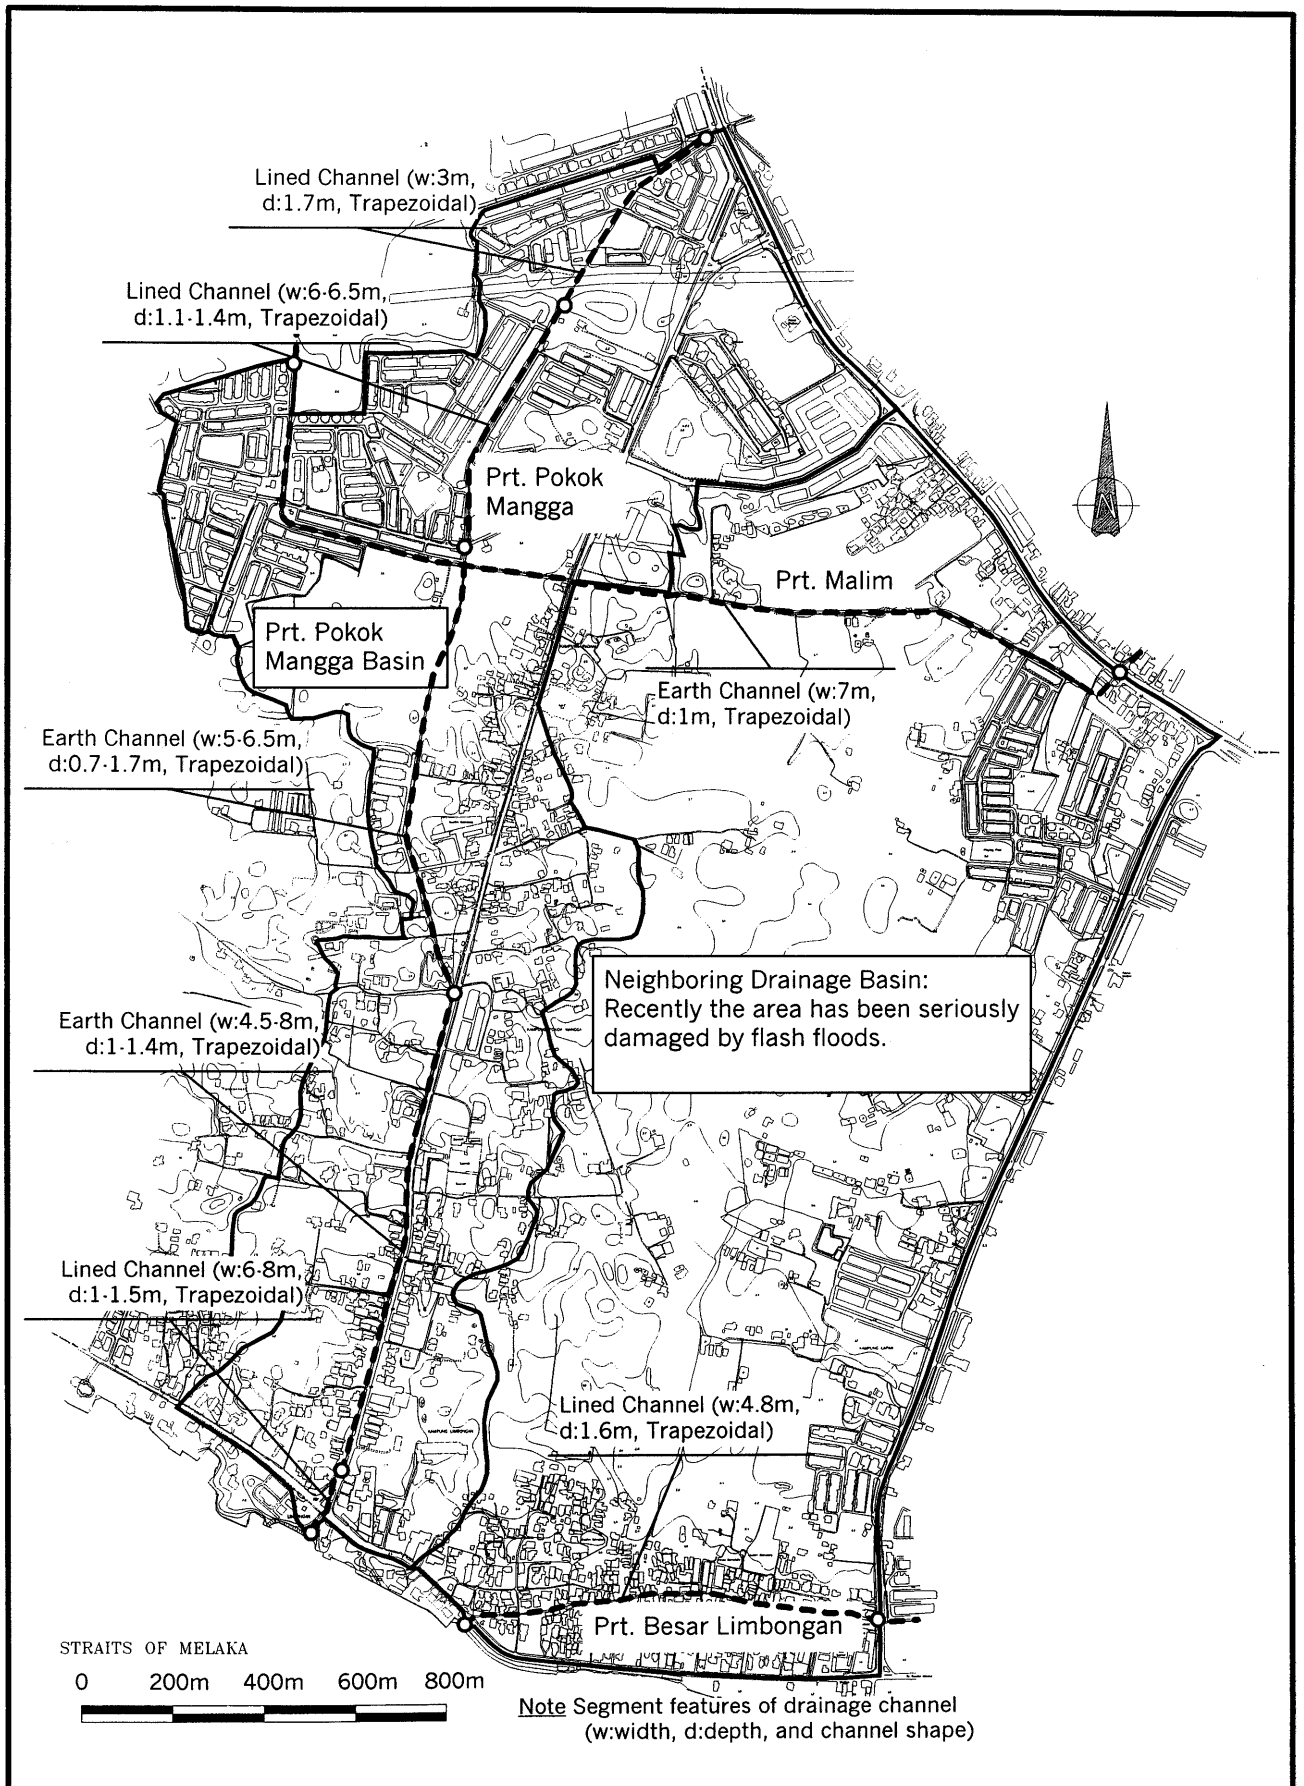 Lined Channel (w:3m,
d:1.7m, Trapezoidal)
Lined Channel (w:6-6.5m,
d:1.1-1.4m, Trapezoidal)
Prt. Pokok
Mangga
Prt. Malim
Prt. Pokok
Mangga Basin
Earth Channel (w:7m,
d:1m, Trapezoidal)
Earth Channel (w:5-6.5m,
d:0.7-1.7m, Trapezoidal)
Neighboring Drainage Basin:
Recently the area has been seriously
damaged by flash floods.
Earth Channel (w:4.5-8m,
d:1-1.4m, Trapezoidal)
Lined Channel (w:6-8m,
d:1-1.5m, Trapezoidal)
Lined Channel (w:4.8m,
d:1.6m, Trapezoidal)
KAMPUNG LIMBONGAN
Prt. Besar Limbongan
STRAITS OF MELAKA
0 200m 400m 600m 800m
Note Segment features of drainage channel
(w:width, d:depth, and channel shape)